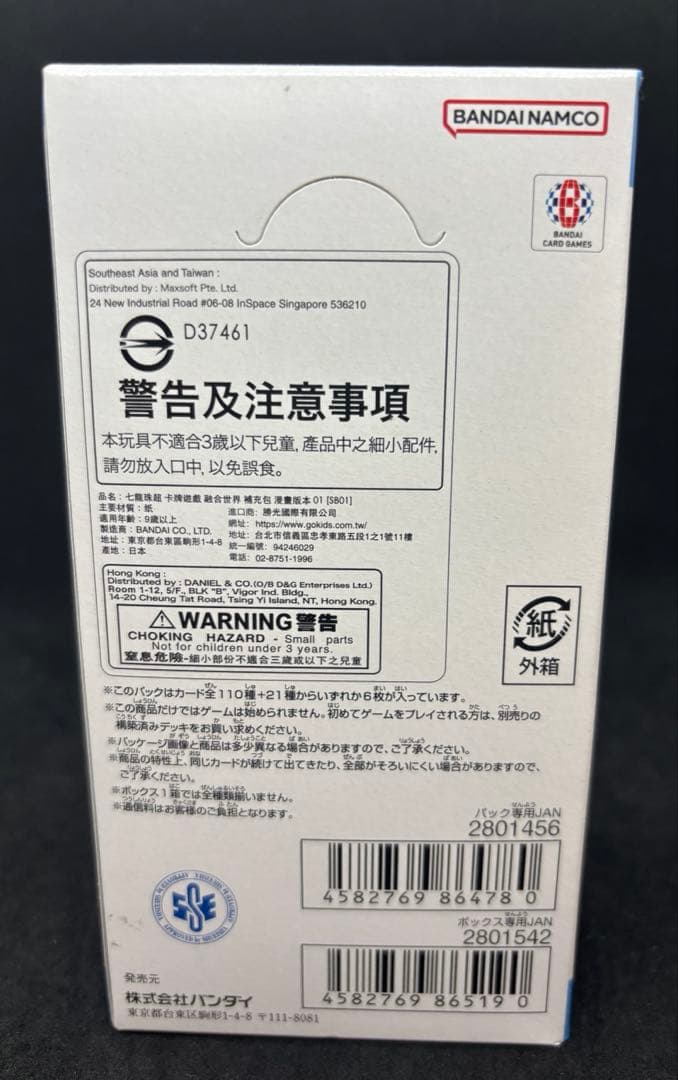 BANDAI NAMCO
BANDAI
CARD GAMES
Southeast Asia and Taiwan :
Distributed by : Maxsoft Pte. Ltd.
24 New Industrial Road #06-08 InSpace Singapore 536210
D37461
警告及注意事項
本玩具不適合3歲以下兒童, 產品中之細小配件,
請勿放入口中, 以免誤食。
品名：七龍珠超 卡牌遊戲 融合世界 補充包 漫畫版本 01 [SB01]
主要材質：紙
適用年齡：9歲以上
製造商：BANDAI CO., LTD.
地址：東京都台東區駒形1-4-8
產地：日本
進口商：勝光國際有限公司
網址：https://www.gokids.com.tw/
地址：台北市信義區忠孝東路五段1之1號11樓
統一編號：94246029
電話：02-8751-1996
Hong Kong :
Distributed by : DANIEL & CO.(O/B D&G Enterprises Ltd.)
Room 1-12, 5/F., BLK "B", Vigor Ind. Bldg.,
14-20 Cheung Tat Road, Tsing Yi Island, NT, Hong Kong.
WARNING 警告
CHOKING HAZARD - Small parts
Not for children under 3 years.
窒息危險-細小部份不適合三歲或以下之兒童
紙
外箱
※このパックはカード全110種+21種からいずれか6枚が入っています。
※この商品だけではゲームは始められません。初めてゲームをプレイされる方は、別売りの
構築済みデッキをお買い求めください。
※パッケージ画像と商品は多少異なる場合がありますので、ご了承ください。
※商品の特性上、同じカードが続けて出てきたり、全部がそろいにくい場合がありますので、
ご了承ください。
※ボックス1箱では全種類揃いません。
※通信料はお客様のご負担となります。
パック専用JAN
2801456
4582769 864780
ボックス専用JAN
2801542
4582769 865190
発売元
株式会社バンダイ
東京都台東区駒形1-4-8 〒111-8081